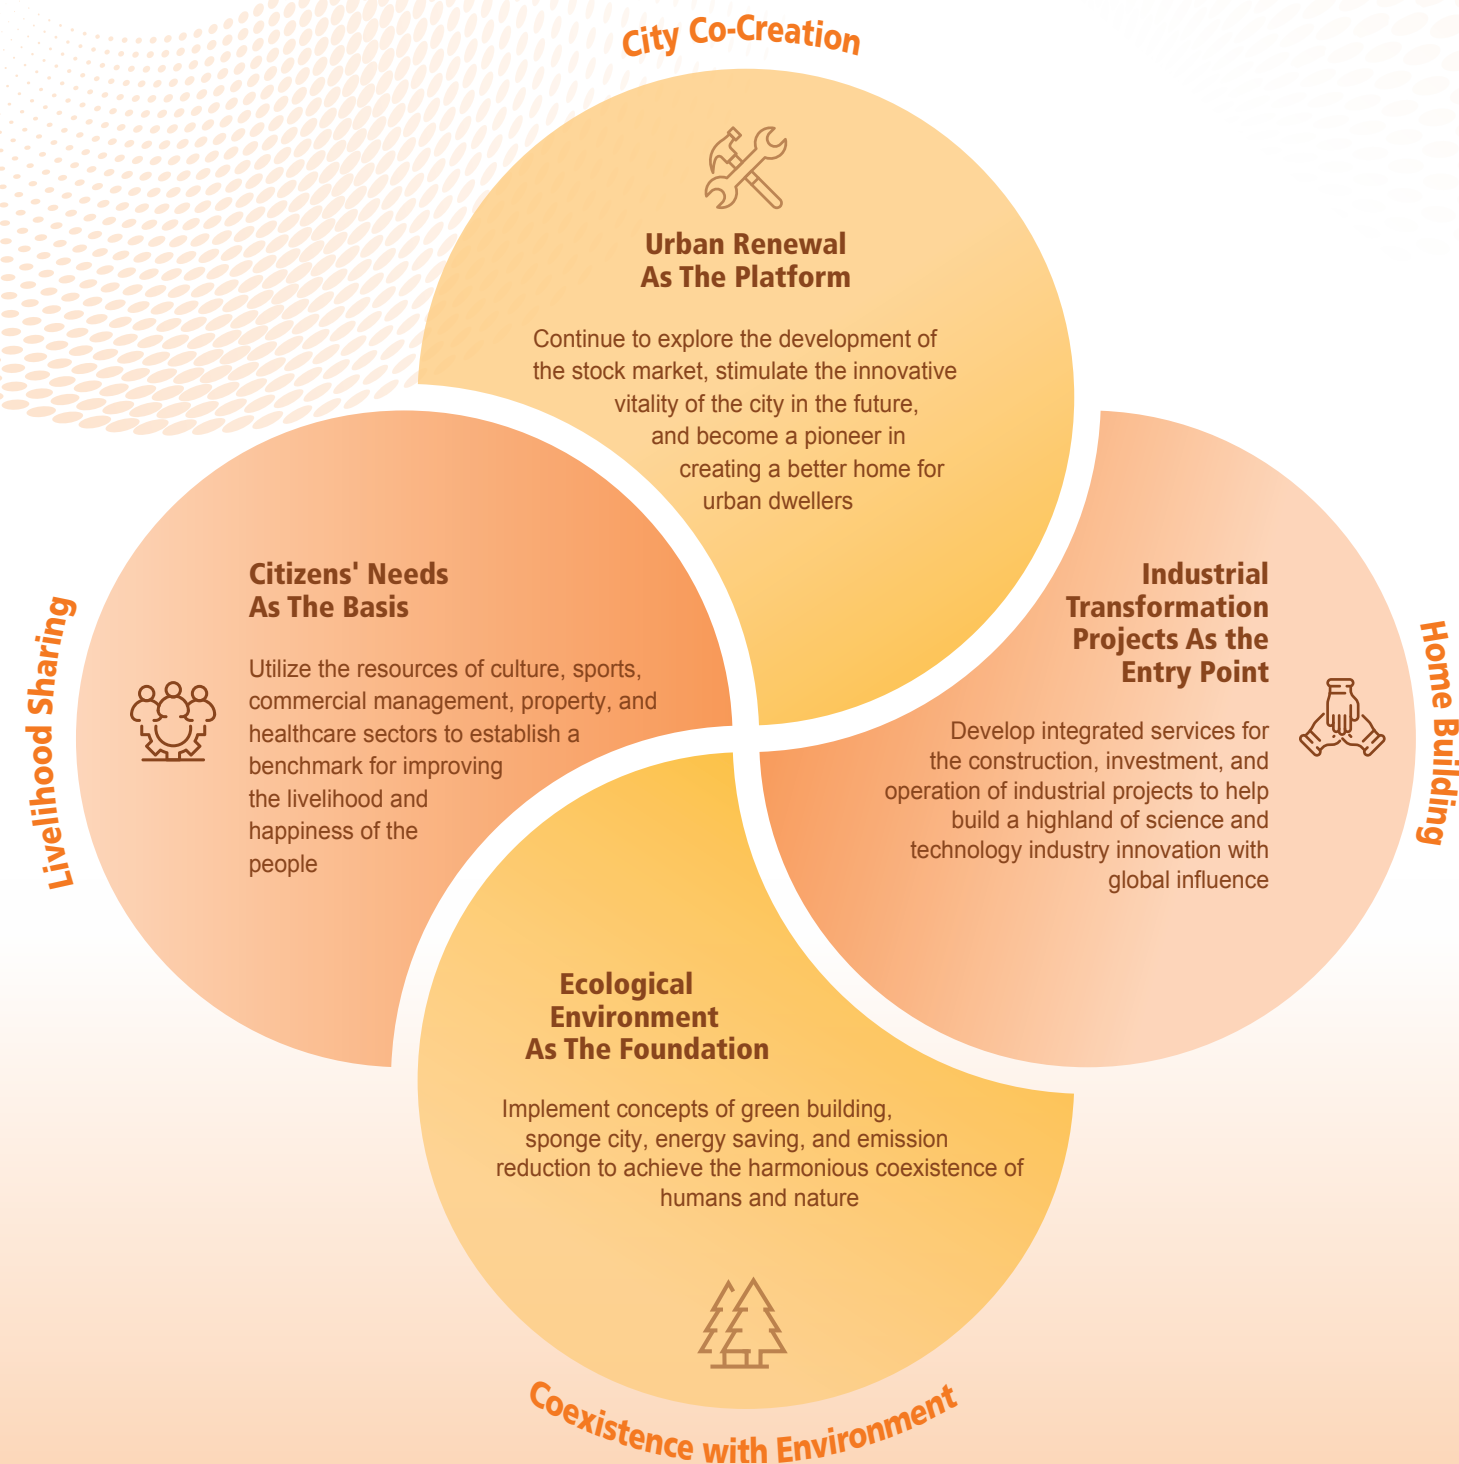 City Co-Creation
Urban Renewal
As The Platform
Continue to explore the development of
the stock market, stimulate the innovative
vitality of the city in the future,
and become a pioneer in
creating a better home for
urban dwellers
Livelihood Sharing
Citizens' Needs
As The Basis
Utilize the resources of culture, sports,
commercial management, property, and
healthcare sectors to establish a
benchmark for improving
the livelihood and
happiness of the
people
Industrial
Transformation
Projects As the
Entry Point
Develop integrated services for
the construction, investment, and
operation of industrial projects to help
build a highland of science and
technology industry innovation with
global influence
Home Building
Ecological
Environment
As The Foundation
Implement concepts of green building,
sponge city, energy saving, and emission
reduction to achieve the harmonious coexistence of
humans and nature
Coexistence with Environment